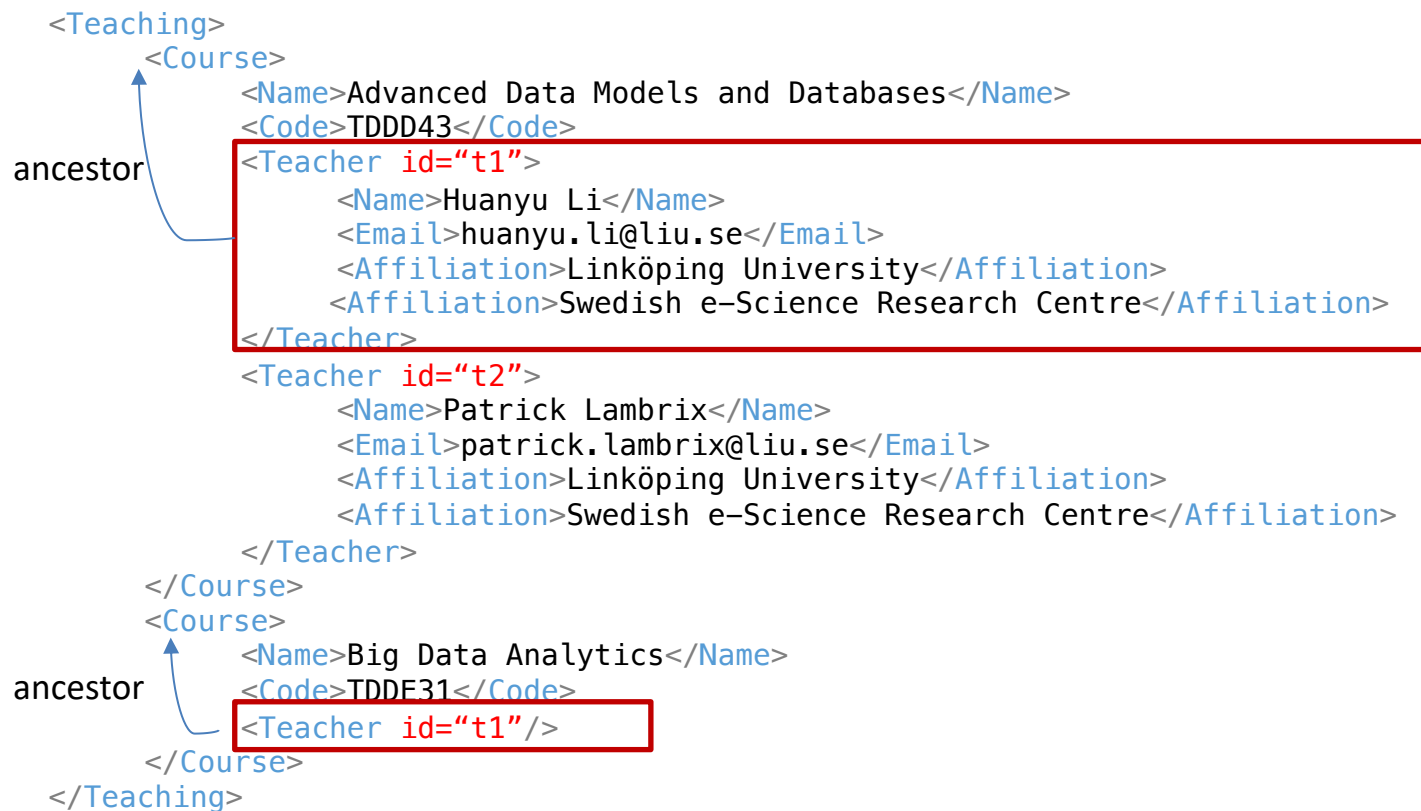 <Teaching>
<Course>
<Name>Advanced Data Models and Databases</Name>
<Code>TDDD43</Code>
ancestor
<Teacher id=“t1”>
<Name>Huanyu Li</Name>
<Email>huanyu.li@liu.se</Email>
<Affiliation>Linköping University</Affiliation>
<Affiliation>Swedish e–Science Research Centre</Affiliation>
</Teacher>
<Teacher id=“t2”>
<Name>Patrick Lambrix</Name>
<Email>patrick.lambrix@liu.se</Email>
<Affiliation>Linköping University</Affiliation>
<Affiliation>Swedish e–Science Research Centre</Affiliation>
</Teacher>
</Course>
<Course>
<Name>Big Data Analytics</Name>
ancestor
<Code>TDDE31</Code>
<Teacher id=“t1”/>
</Course>
</Teaching>